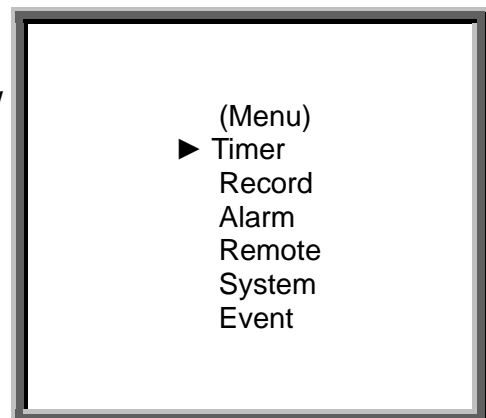 (Menu)
► Timer
Record
Alarm
Remote
System
Event